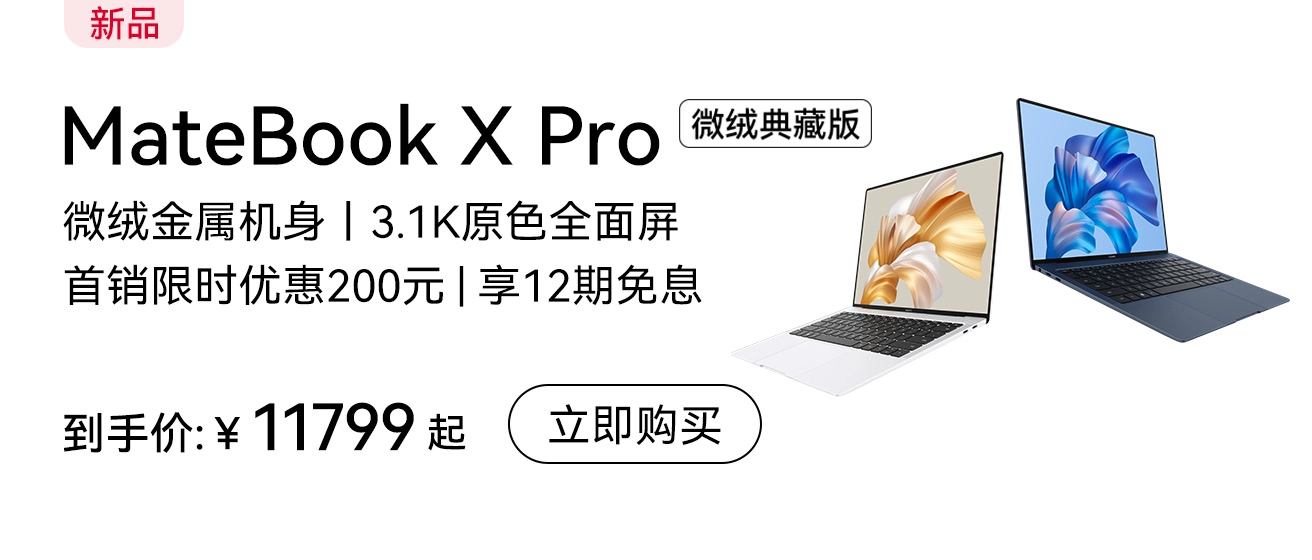 新品
MateBook X Pro 微绒典藏版
微绒金属机身丨3.1K原色全面屏
首销限时优惠200元 | 享12期免息
到手价: ¥ 11799 起 立即购买